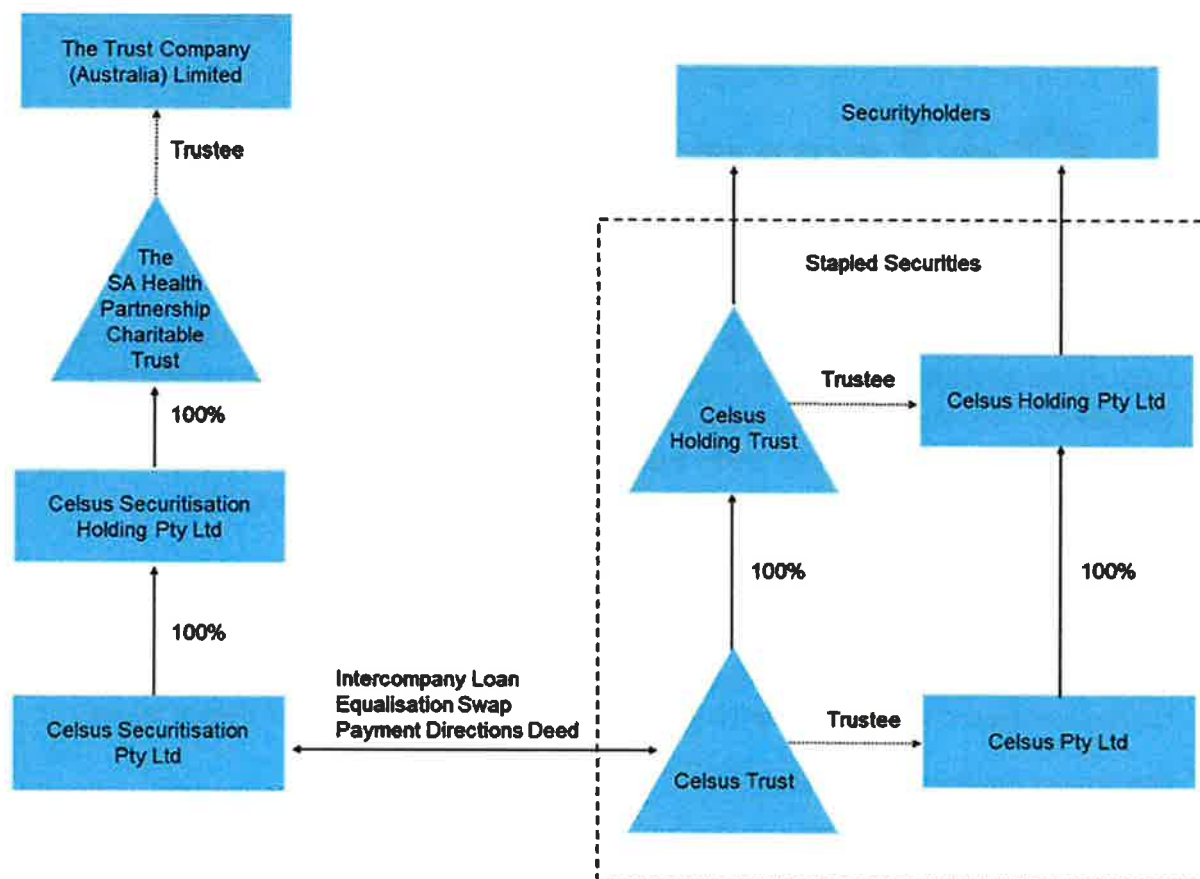 The Trust Company
(Australia) Limited
Trustee
The
SA Health
Partnership
Charitable
Trust
100%
Celsus Securitisation
Holding Pty Ltd
100%
Celsus Securitisation
Pty Ltd
Intercompany Loan
Equalisation Swap
Payment Directions Deed
Securityholders
Stapled Securities
Celsus
Holding Trust
Trustee
Celsus Holding Pty Ltd
100%
100%
Celsus Trust
Trustee
Celsus Pty Ltd